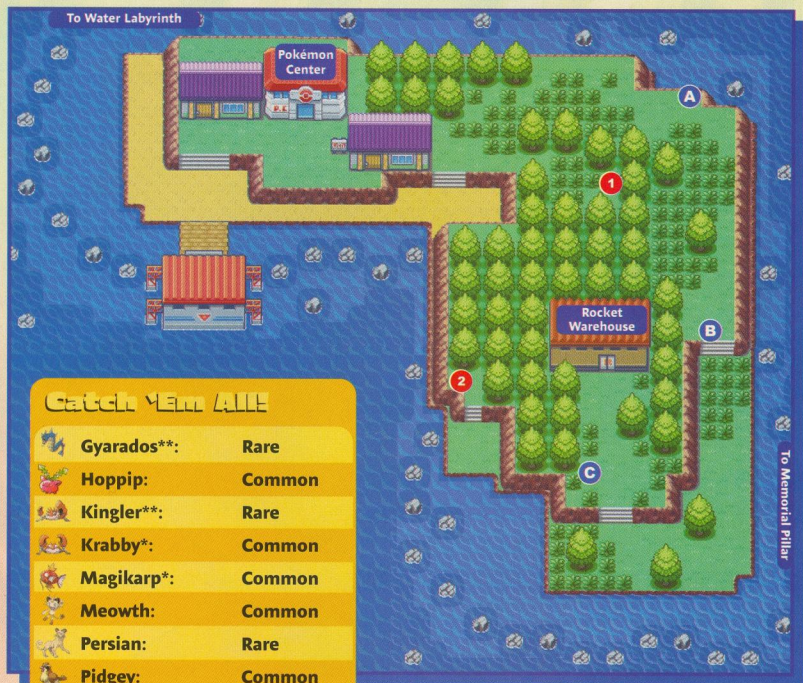 To Water Labyrinth
Pokémon
Center
A
1
Rocket
Warehouse
B
2
C
To Memorial Pillar
Catch 'Em All!
Gyarados**: Rare
Hoppip: Common
Kingler**: Rare
Krabby*: Common
Magikarp*: Common
Meowth: Common
Persian: Rare
Pidgey: Common